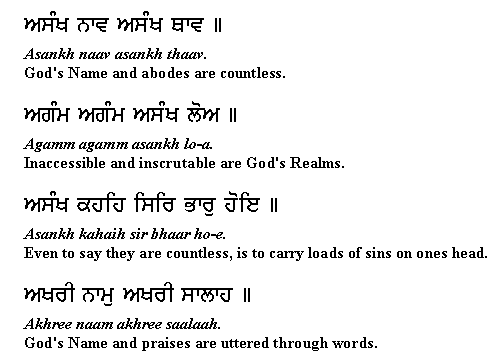 ਅਸੰਖ ਨਾਵ ਅਸੰਖ ਥਾਵ ॥
Asankh naav asankh thaav.
God's Name and abodes are countless.
ਅਗੰਮ ਅਗੰਮ ਅਸੰਖ ਲੋਅ ॥
Agamm agamm asankh lo-a.
Inaccessible and inscrutable are God's Realms.
ਅਸੰਖ ਕਹਹਿ ਸਿਰਿ ਭਾਰੁ ਹੋਇ ॥
Asankh kahaih sir bhaar ho-e.
Even to say they are countless, is to carry loads of sins on ones head.
ਅਖਰੀ ਨਾਮੁ ਅਖਰੀ ਸਾਲਾਹ ॥
Akhree naam akhree saalaah.
God's Name and praises are uttered through words.